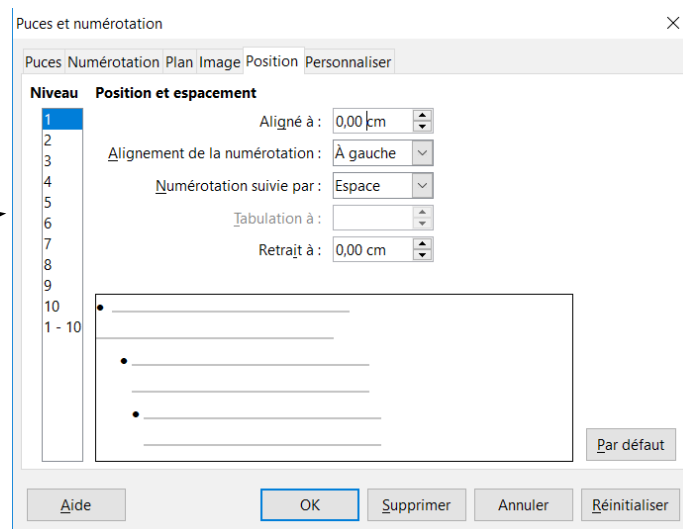 Puces et numérotation
Puces Numérotation Plan Image Position Personnaliser
Niveau Position et espacement
1 Aligné à : 0,00 cm
2
3 Alignement de la numérotation : À gauche
4 Numérotation suivie par : Espace
5
6 Tabulation à :
7 Retrait à : 0,00 cm
8
9
10
1 - 10
Par défaut
Aide OK Supprimer Annuler Réinitialiser